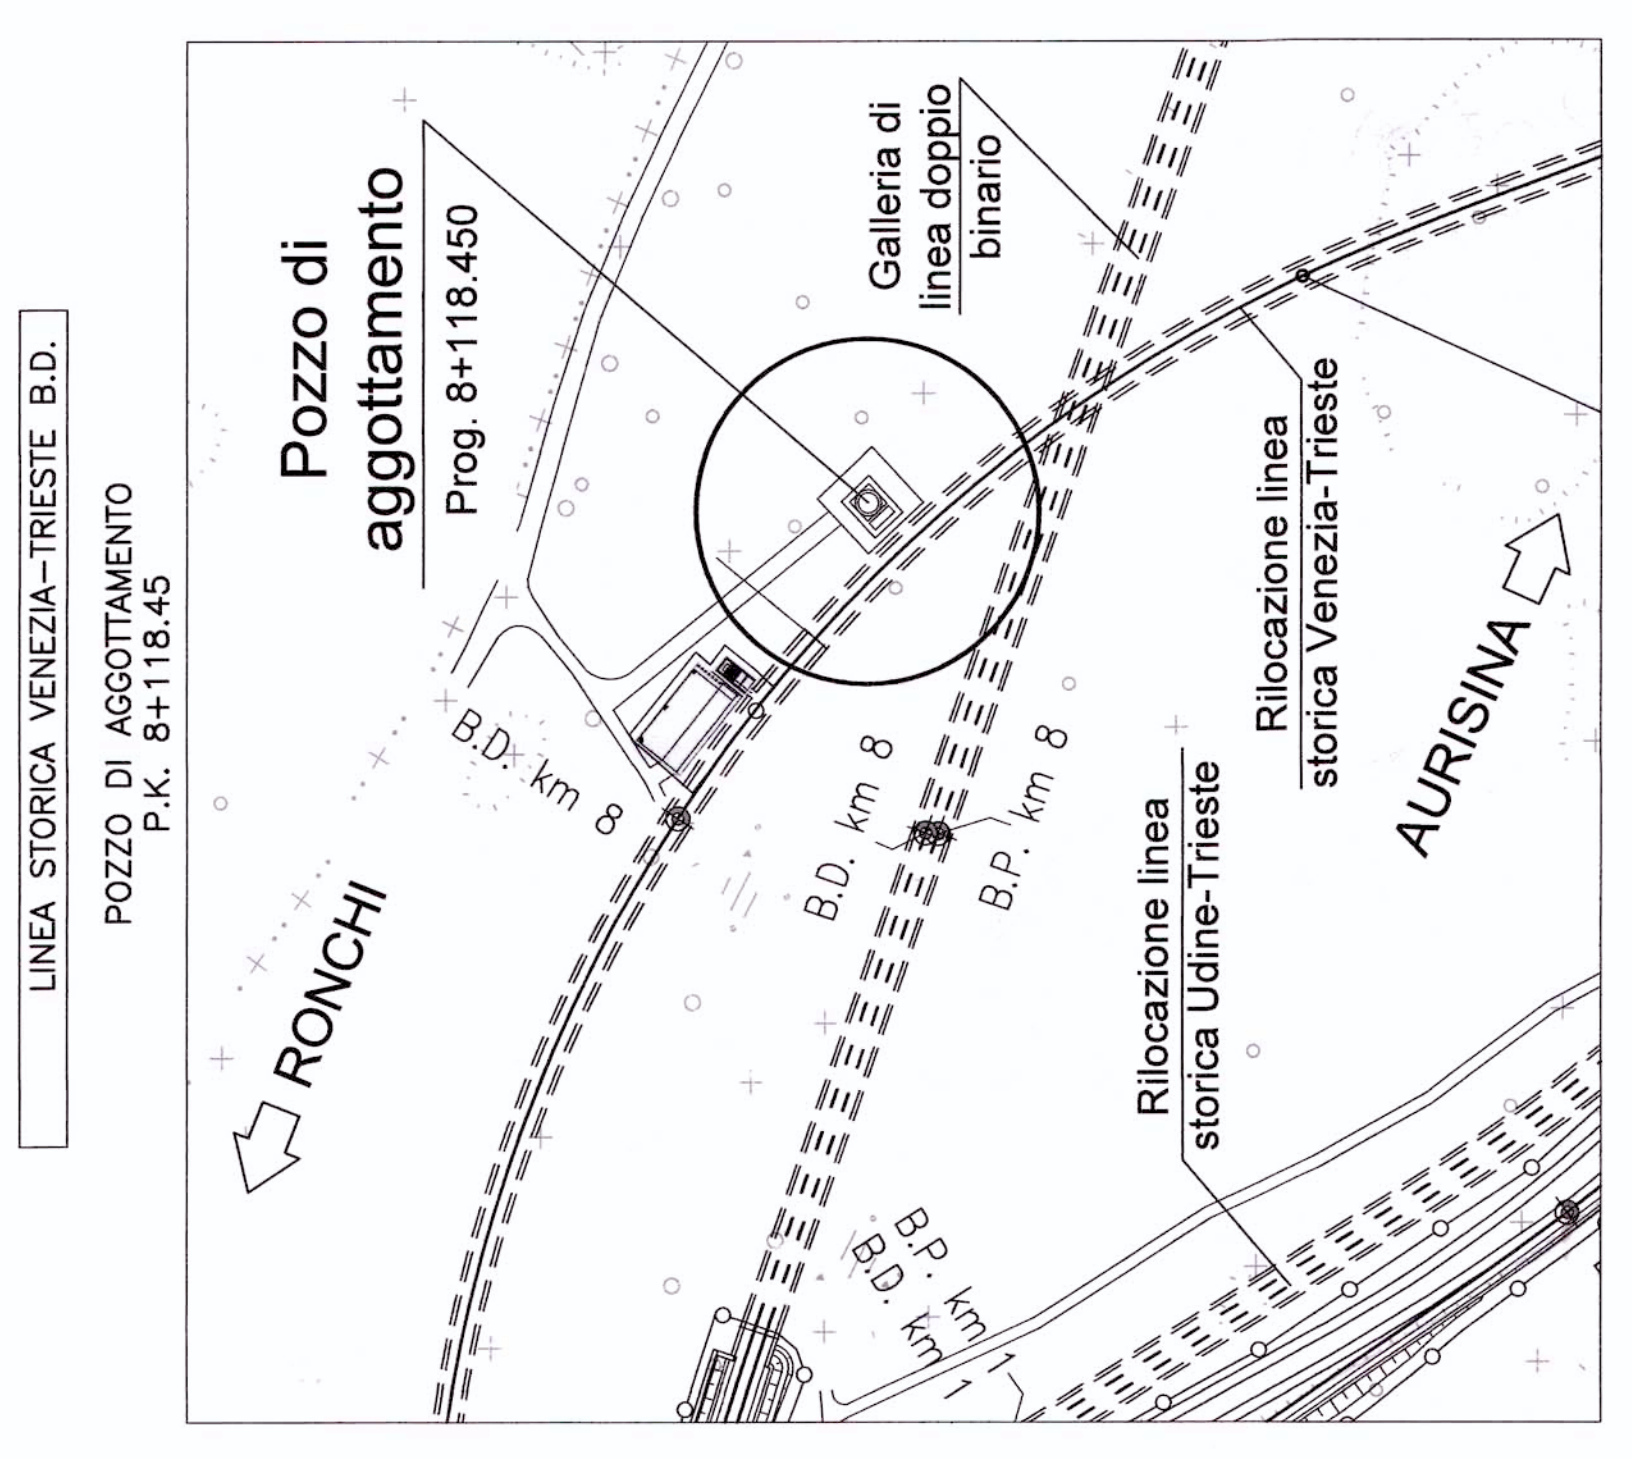 LINEA STORICA VENEZIA–TRIESTE B.D.
POZZO DI AGGOTTAMENTO
P.K. 8+118.45
Pozzo di
aggottamento
Prog. 8+118.450
Galleria di
linea doppio
binario
B.D. km 8
RONCHI
B.D. km 8
B.P. km 8
Rilocazione linea
storica Venezia-Trieste
AURISINA
Rilocazione linea
storica Udine-Trieste
B.P. km 1
B.D. km 1